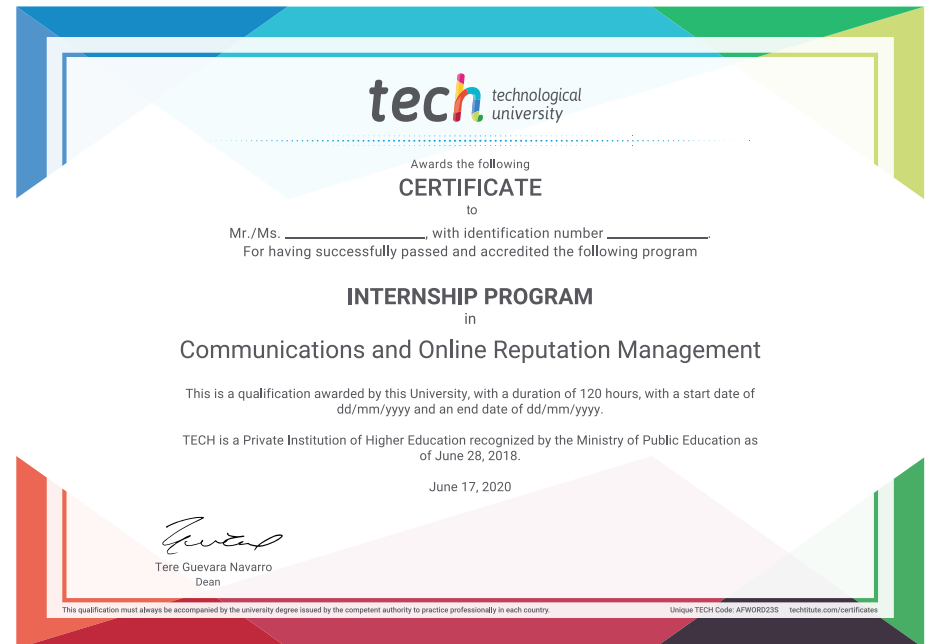 tech technological
university
Awards the following
CERTIFICATE
to
Mr./Ms. ____________________, with identification number ______________.
For having successfully passed and accredited the following program
INTERNSHIP PROGRAM
in
Communications and Online Reputation Management
This is a qualification awarded by this University, with a duration of 120 hours, with a start date of
dd/mm/yyyy and an end date of dd/mm/yyyy.
TECH is a Private Institution of Higher Education recognized by the Ministry of Public Education as
of June 28, 2018.
June 17, 2020
Tere Guevara Navarro
Dean
This qualification must always be accompanied by the university degree issued by the competent authority to practice professionally in each country. Unique TECH Code: AFWORD23S techtitute.com/certificates